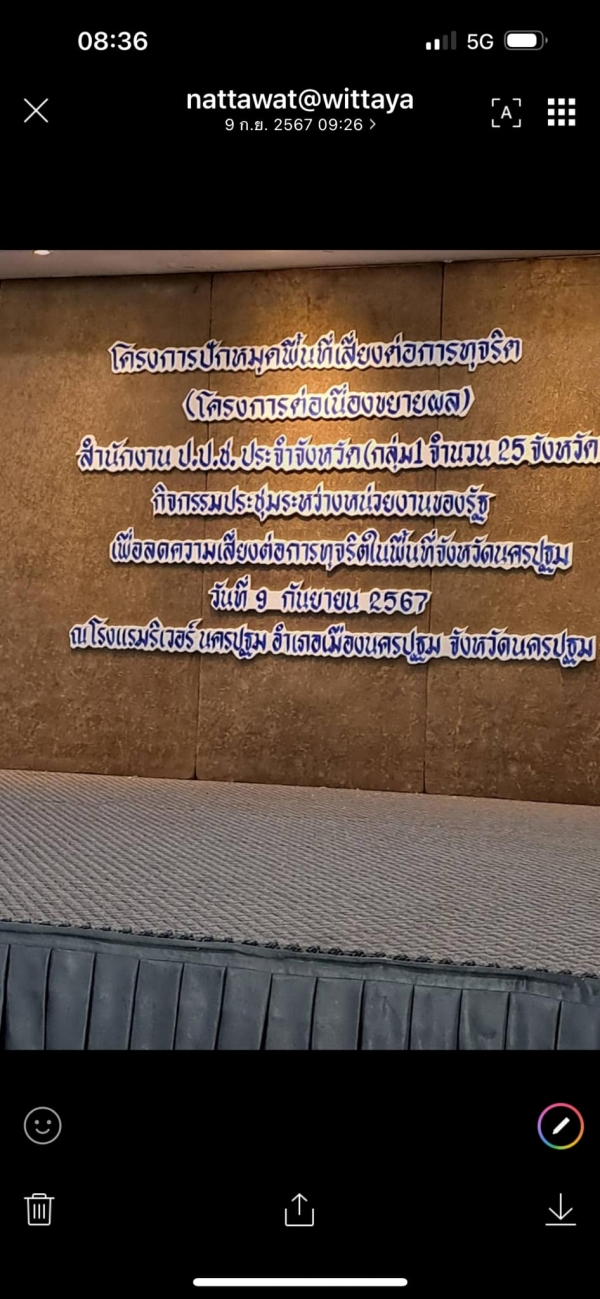 08:36
5G
nattawat@wittaya
9 ก.ย. 2567 09:26
A
โครงการปักหมุดพื้นที่เสี่ยงต่อการทุจริต
(โครงการต่อเนื่องขยายผล)
สำนักงาน ป.ป.ช. ประจำจังหวัด(กลุ่ม1 จำนวน 25 จังหวัด
กิจกรรมประชุมระหว่างหน่วยงานของรัฐ
เพื่อลดความเสี่ยงต่อการทุจริตในพื้นที่จังหวัดนครปฐม
วันที่ 9 กันยายน 2567
ณ โรงแรมริเวอร์ นครปฐม อำเภอเมืองนครปฐม จังหวัดนครปฐม